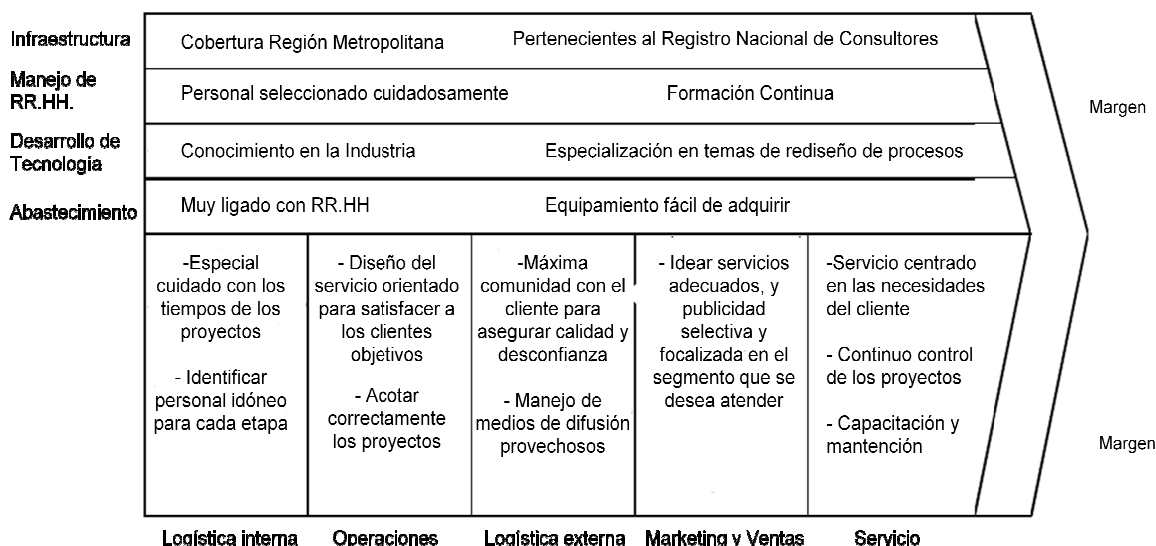 Infraestructura
Cobertura Región Metropolitana
Pertenecientes al Registro Nacional de Consultores
Manejo de
RR.HH.
Personal seleccionado cuidadosamente
Formación Continua
Margen
Desarrollo de
Tecnología
Conocimiento en la Industria
Especialización en temas de rediseño de procesos
Abastecimiento
Muy ligado con RR.HH
Equipamiento fácil de adquirir
-Especial
cuidado con los
tiempos de los
proyectos
- Identificar
personal idóneo
para cada etapa
- Diseño del
servicio orientado
para satisfacer a
los clientes
objetivos
- Acotar
correctamente
los proyectos
-Máxima
comunidad con el
cliente para
asegurar calidad y
desconfianza
- Manejo de
medios de difusión
provechosos
- Idear servicios
adecuados, y
publicidad
selectiva y
focalizada en el
segmento que se
desea atender
-Servicio centrado
en las necesidades
del cliente
- Continuo control
de los proyectos
- Capacitación y
mantención
Margen
Logística interna
Operaciones
Logística externa
Marketing y Ventas
Servicio